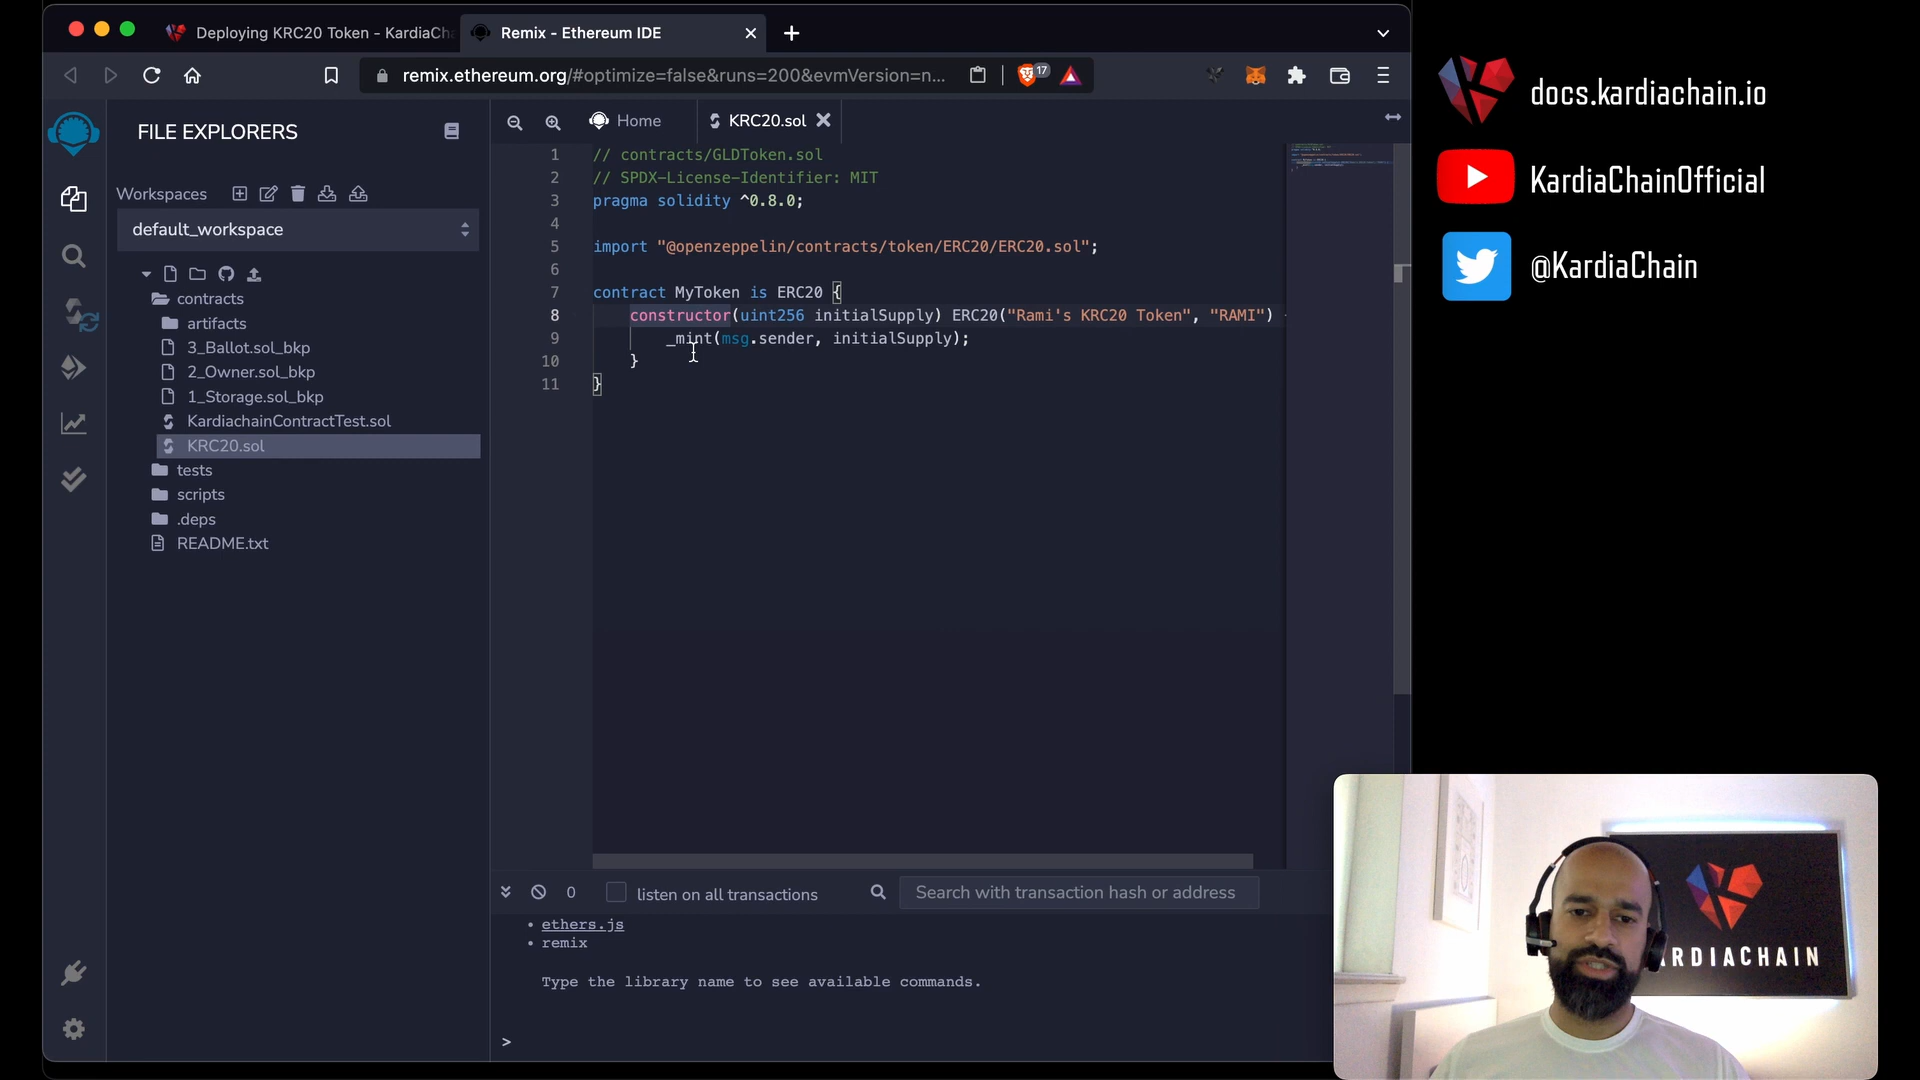 Deploying KRC20 Token - KardiaCh
Remix - Ethereum IDE
remix.ethereum.org/#optimize=false&runs=200&evmVersion=n...
17
FILE EXPLORERS
Workspaces
default_workspace
contracts
artifacts
3_Ballot.sol_bkp
2_Owner.sol_bkp
1_Storage.sol_bkp
KardiachainContractTest.sol
KRC20.sol
tests
scripts
.deps
README.txt
Home
KRC20.sol
1 // contracts/GLDToken.sol
2 // SPDX-License-Identifier: MIT
3 pragma solidity ^0.8.0;
4
5 import "@openzeppelin/contracts/token/ERC20/ERC20.sol";
6
7 contract MyToken is ERC20 {
8 constructor(uint256 initialSupply) ERC20("Rami's KRC20 Token", "RAMI")
9 _mint(msg.sender, initialSupply);
10 }
11 }
0
listen on all transactions
Search with transaction hash or address
• ethers.js
• remix
Type the library name to see available commands.
>
docs.kardiachain.io
KardiaChainOfficial
@KardiaChain
RDIACHAIN